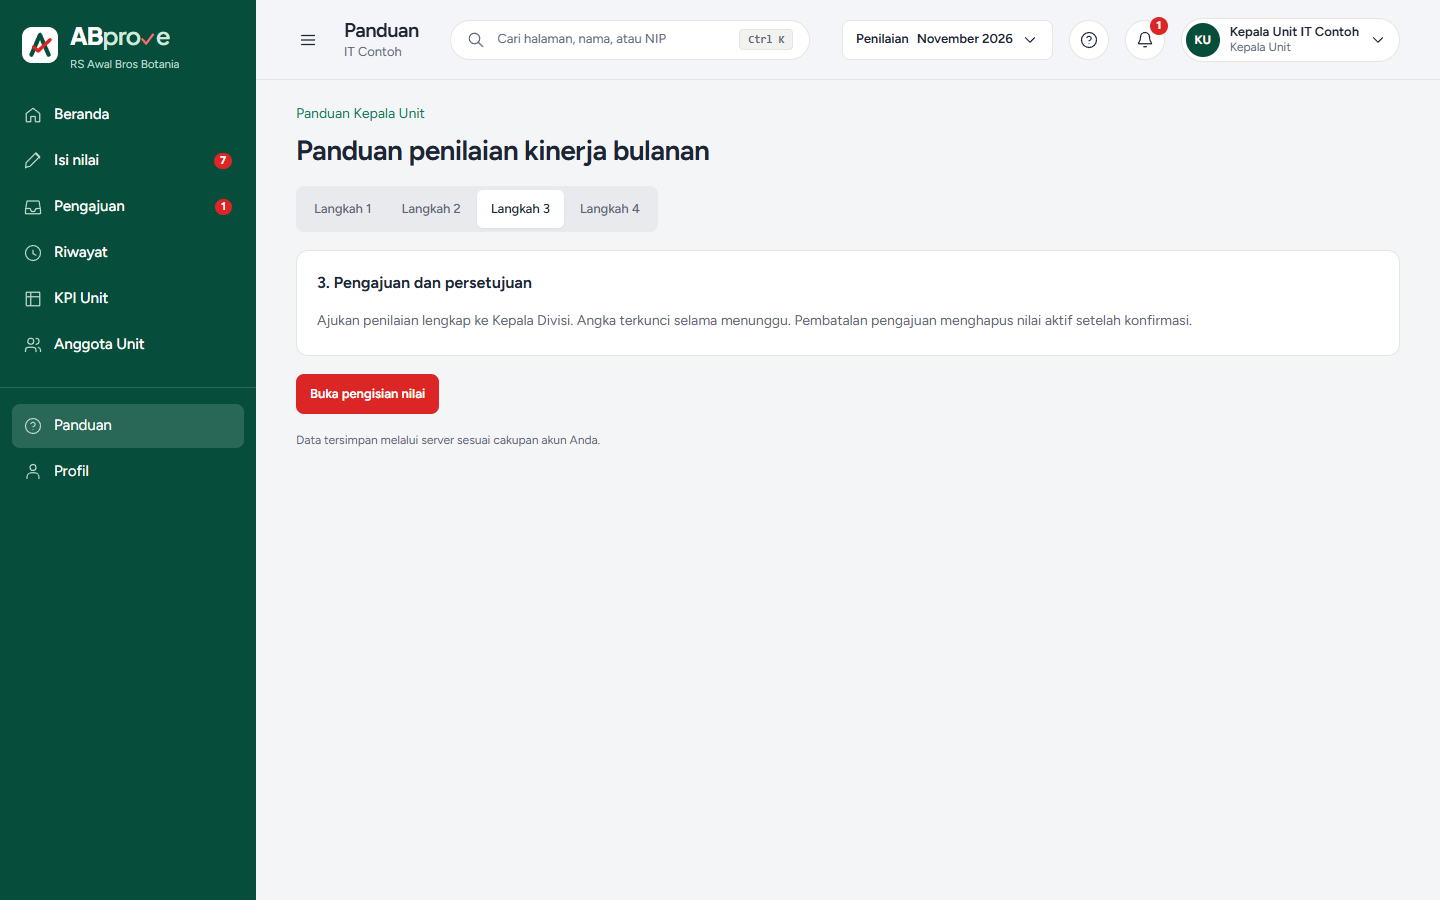 ABprove
RS Awal Bros Botania
Beranda
Isi nilai 7
Pengajuan 1
Riwayat
KPI Unit
Anggota Unit
Panduan
Profil
Panduan
IT Contoh
Cari halaman, nama, atau NIP Ctrl K
Penilaian November 2026
1
KU
Kepala Unit IT Contoh
Kepala Unit
Panduan Kepala Unit
Panduan penilaian kinerja bulanan
Langkah 1 Langkah 2 Langkah 3 Langkah 4
3. Pengajuan dan persetujuan
Ajukan penilaian lengkap ke Kepala Divisi. Angka terkunci selama menunggu. Pembatalan pengajuan menghapus nilai aktif setelah konfirmasi.
Buka pengisian nilai
Data tersimpan melalui server sesuai cakupan akun Anda.